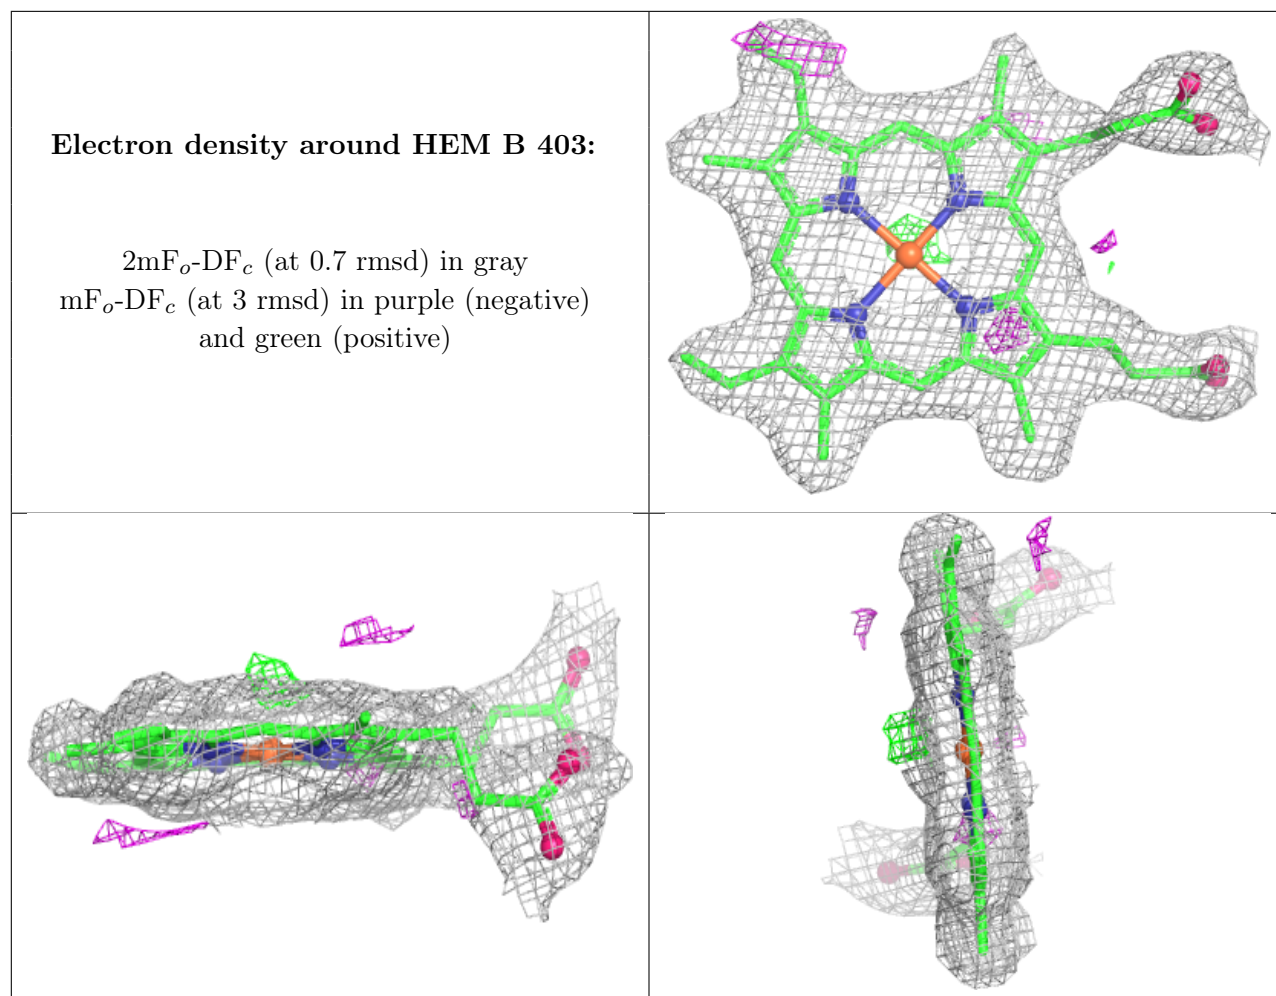 Electron density around HEM B 403:
2mFo-DFc (at 0.7 rmsd) in gray
mFo-DFc (at 3 rmsd) in purple (negative)
and green (positive)